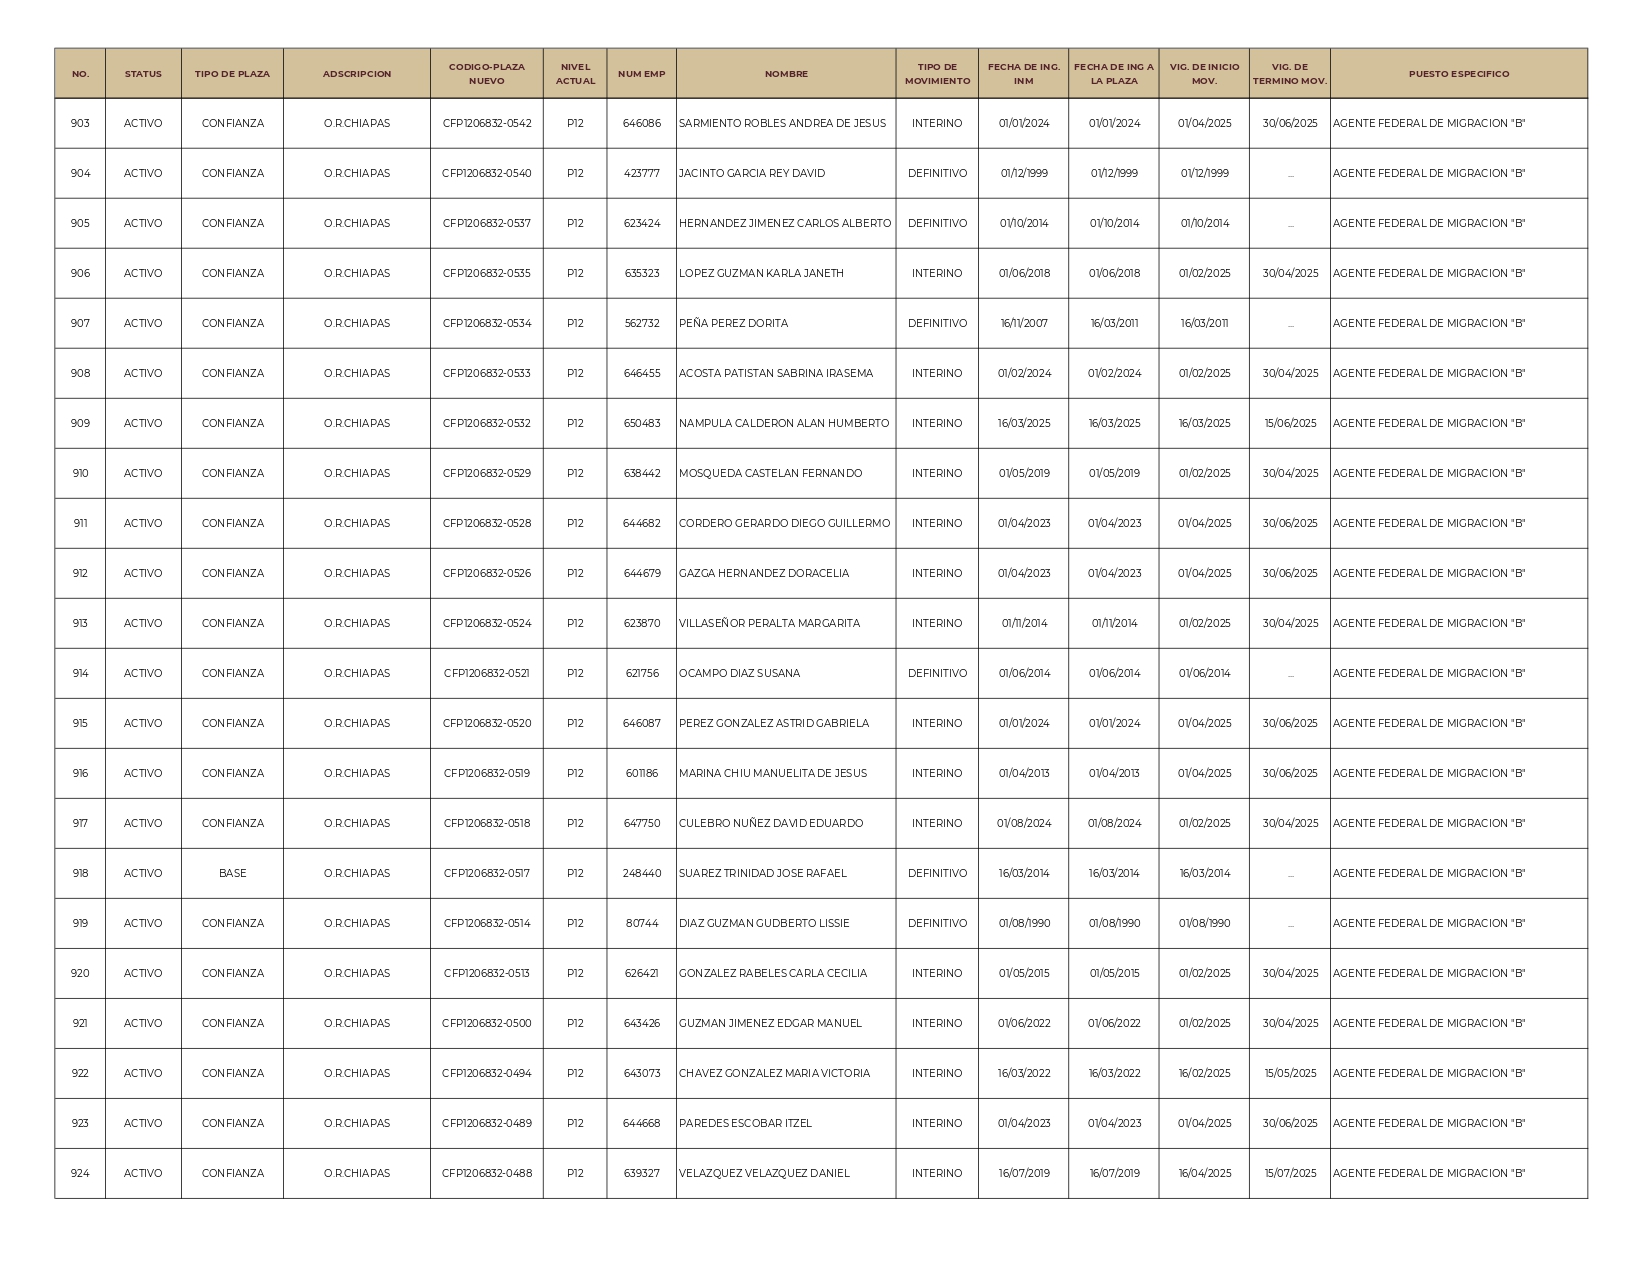 NO. STATUS TIPO DE PLAZA ADSCRIPCION CODIGO-PLAZA NUEVO NIVEL ACTUAL NUM EMP NOMBRE TIPO DE MOVIMIENTO FECHA DE ING. INM FECHA DE ING A LA PLAZA VIG. DE INICIO MOV. VIG. DE TERMINO MOV. PUESTO ESPECIFICO
903 ACTIVO CONFIANZA O.R.CHIAPAS CFP1206832-0542 P12 646086 SARMIENTO ROBLES ANDREA DE JESUS INTERINO 01/01/2024 01/01/2024 01/04/2025 30/06/2025 AGENTE FEDERAL DE MIGRACION "B"
904 ACTIVO CONFIANZA O.R.CHIAPAS CFP1206832-0540 P12 423777 JACINTO GARCIA REY DAVID DEFINITIVO 01/12/1999 01/12/1999 01/12/1999 ... AGENTE FEDERAL DE MIGRACION "B"
905 ACTIVO CONFIANZA O.R.CHIAPAS CFP1206832-0537 P12 623424 HERNANDEZ JIMENEZ CARLOS ALBERTO DEFINITIVO 01/10/2014 01/10/2014 01/10/2014 ... AGENTE FEDERAL DE MIGRACION "B"
906 ACTIVO CONFIANZA O.R.CHIAPAS CFP1206832-0535 P12 635323 LOPEZ GUZMAN KARLA JANETH INTERINO 01/06/2018 01/06/2018 01/02/2025 30/04/2025 AGENTE FEDERAL DE MIGRACION "B"
907 ACTIVO CONFIANZA O.R.CHIAPAS CFP1206832-0534 P12 562732 PEÑA PEREZ DORITA DEFINITIVO 16/11/2007 16/03/2011 16/03/2011 ... AGENTE FEDERAL DE MIGRACION "B"
908 ACTIVO CONFIANZA O.R.CHIAPAS CFP1206832-0533 P12 646455 ACOSTA PATISTAN SABRINA IRASEMA INTERINO 01/02/2024 01/02/2024 01/02/2025 30/04/2025 AGENTE FEDERAL DE MIGRACION "B"
909 ACTIVO CONFIANZA O.R.CHIAPAS CFP1206832-0532 P12 650483 NAMPULA CALDERON ALAN HUMBERTO INTERINO 16/03/2025 16/03/2025 16/03/2025 15/06/2025 AGENTE FEDERAL DE MIGRACION "B"
910 ACTIVO CONFIANZA O.R.CHIAPAS CFP1206832-0529 P12 638442 MOSQUEDA CASTELAN FERNANDO INTERINO 01/05/2019 01/05/2019 01/02/2025 30/04/2025 AGENTE FEDERAL DE MIGRACION "B"
911 ACTIVO CONFIANZA O.R.CHIAPAS CFP1206832-0528 P12 644682 CORDERO GERARDO DIEGO GUILLERMO INTERINO 01/04/2023 01/04/2023 01/04/2025 30/06/2025 AGENTE FEDERAL DE MIGRACION "B"
912 ACTIVO CONFIANZA O.R.CHIAPAS CFP1206832-0526 P12 644679 GAZGA HERNANDEZ DORACELIA INTERINO 01/04/2023 01/04/2023 01/04/2025 30/06/2025 AGENTE FEDERAL DE MIGRACION "B"
913 ACTIVO CONFIANZA O.R.CHIAPAS CFP1206832-0524 P12 623870 VILLASEÑOR PERALTA MARGARITA INTERINO 01/11/2014 01/11/2014 01/02/2025 30/04/2025 AGENTE FEDERAL DE MIGRACION "B"
914 ACTIVO CONFIANZA O.R.CHIAPAS CFP1206832-0521 P12 621756 OCAMPO DIAZ SUSANA DEFINITIVO 01/06/2014 01/06/2014 01/06/2014 ... AGENTE FEDERAL DE MIGRACION "B"
915 ACTIVO CONFIANZA O.R.CHIAPAS CFP1206832-0520 P12 646087 PEREZ GONZALEZ ASTRID GABRIELA INTERINO 01/01/2024 01/01/2024 01/04/2025 30/06/2025 AGENTE FEDERAL DE MIGRACION "B"
916 ACTIVO CONFIANZA O.R.CHIAPAS CFP1206832-0519 P12 601186 MARINA CHIU MANUELITA DE JESUS INTERINO 01/04/2013 01/04/2013 01/04/2025 30/06/2025 AGENTE FEDERAL DE MIGRACION "B"
917 ACTIVO CONFIANZA O.R.CHIAPAS CFP1206832-0518 P12 647750 CULEBRO NUÑEZ DAVID EDUARDO INTERINO 01/08/2024 01/08/2024 01/02/2025 30/04/2025 AGENTE FEDERAL DE MIGRACION "B"
918 ACTIVO BASE O.R.CHIAPAS CFP1206832-0517 P12 248440 SUAREZ TRINIDAD JOSE RAFAEL DEFINITIVO 16/03/2014 16/03/2014 16/03/2014 ... AGENTE FEDERAL DE MIGRACION "B"
919 ACTIVO CONFIANZA O.R.CHIAPAS CFP1206832-0514 P12 80744 DIAZ GUZMAN GUDBERTO LISSIE DEFINITIVO 01/08/1990 01/08/1990 01/08/1990 ... AGENTE FEDERAL DE MIGRACION "B"
920 ACTIVO CONFIANZA O.R.CHIAPAS CFP1206832-0513 P12 626421 GONZALEZ RABELES CARLA CECILIA INTERINO 01/05/2015 01/05/2015 01/02/2025 30/04/2025 AGENTE FEDERAL DE MIGRACION "B"
921 ACTIVO CONFIANZA O.R.CHIAPAS CFP1206832-0500 P12 643426 GUZMAN JIMENEZ EDGAR MANUEL INTERINO 01/06/2022 01/06/2022 01/02/2025 30/04/2025 AGENTE FEDERAL DE MIGRACION "B"
922 ACTIVO CONFIANZA O.R.CHIAPAS CFP1206832-0494 P12 643073 CHAVEZ GONZALEZ MARIA VICTORIA INTERINO 16/03/2022 16/03/2022 16/02/2025 15/05/2025 AGENTE FEDERAL DE MIGRACION "B"
923 ACTIVO CONFIANZA O.R.CHIAPAS CFP1206832-0489 P12 644668 PAREDES ESCOBAR ITZEL INTERINO 01/04/2023 01/04/2023 01/04/2025 30/06/2025 AGENTE FEDERAL DE MIGRACION "B"
924 ACTIVO CONFIANZA O.R.CHIAPAS CFP1206832-0488 P12 639327 VELAZQUEZ VELAZQUEZ DANIEL INTERINO 16/07/2019 16/07/2019 16/04/2025 15/07/2025 AGENTE FEDERAL DE MIGRACION "B"